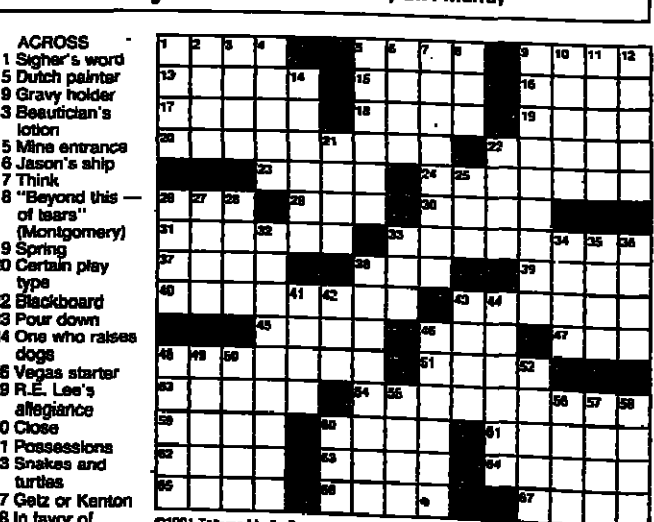 Murray
ACROSS
1 Sigher's word
5 Dutch painter
9 Gravy holder
3 Beautician's
lotion
5 Mine entrance
6 Jason's ship
7 Think
8 "Beyond this —
of tears"
(Montgomery)
9 Spring
0 Certain play
type
2 Blackboard
3 Pour down
4 One who raises
dogs
6 Vegas starter
9 R.E. Lee's
allegiance
0 Close
1 Possessions
3 Snakes and
turtles
7 Getz or Kenton
8 In favor of
1 2 3 4 5 6 7 8 9 10 11 12
13 14 15 16
17 18 19
20 21 22
23 24 25
26 27 28 29 30
31 32 33 34 35 36
37 38 39
40 41 42 43 44
45 46 47
48 49 50 51 52
53 54 55 56 57 58
59 60 61
62 63 64
65 66 67
©1991